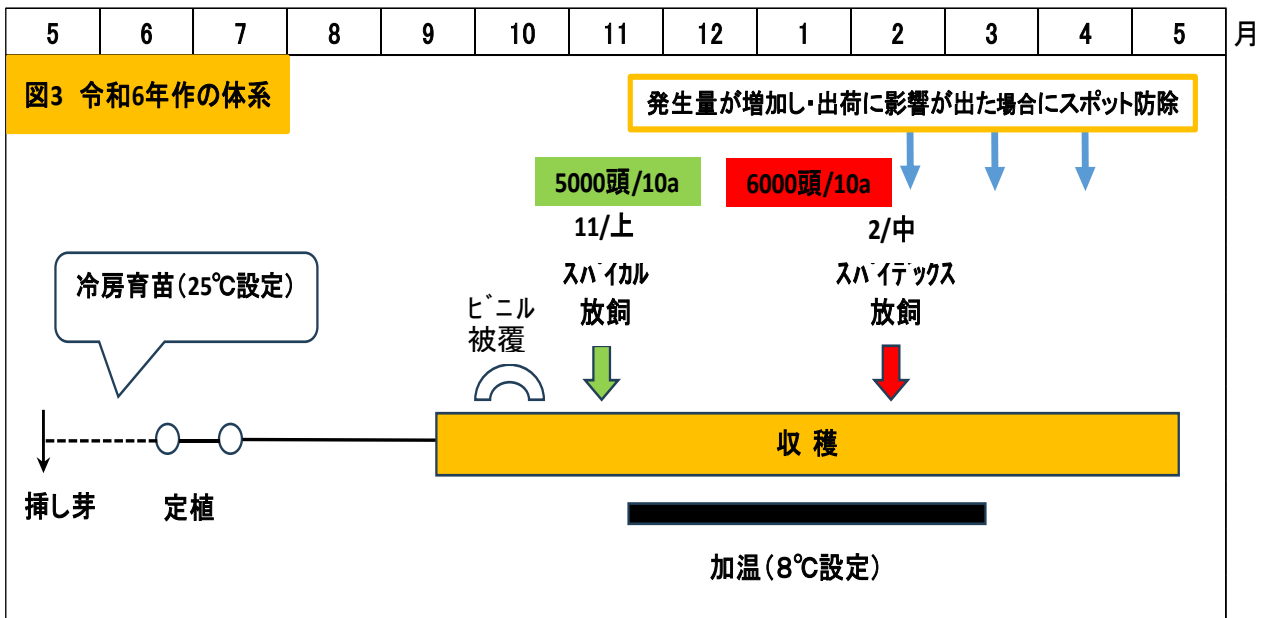 5 6 7 8 9 10 11 12 1 2 3 4 5 月
図3 令和6年作の体系
発生量が増加し・出荷に影響が出た場合にスポット防除
5000頭/10a
6000頭/10a
11/上
スパイカル
放飼
2/中
スパイデックス
放飼
冷房育苗(25℃設定)
ビニル
被覆
収 穫
挿し芽
定植
加温(8℃設定)